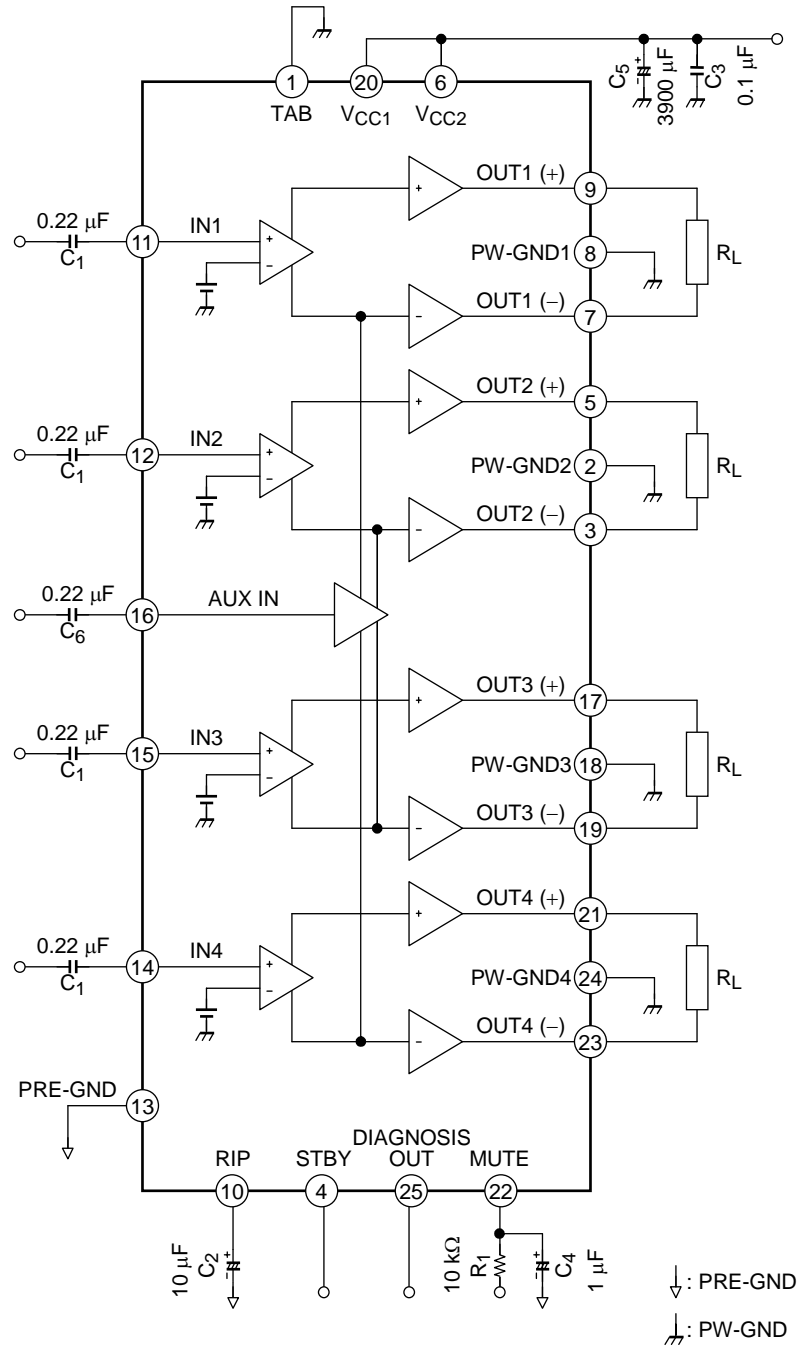 1
TAB
20
VCC1
6
VCC2
C5
3900 μF
C3
0.1 μF
0.22 μF
C1
11
IN1
+
−
+
OUT1 (+)
9
PW-GND1
8
RL
−
OUT1 (−)
7
0.22 μF
C1
12
IN2
+
−
+
OUT2 (+)
5
PW-GND2
2
RL
−
OUT2 (−)
3
0.22 μF
C6
16
AUX IN
0.22 μF
C1
15
IN3
+
−
+
OUT3 (+)
17
PW-GND3
18
RL
−
OUT3 (−)
19
0.22 μF
C1
14
IN4
+
−
+
OUT4 (+)
21
PW-GND4
24
RL
−
OUT4 (−)
23
PRE-GND
13
RIP
10
STBY
4
DIAGNOSIS
OUT
25
MUTE
22
10 μF
C2
10 kΩ
R1
C4
1 μF
: PRE-GND
: PW-GND